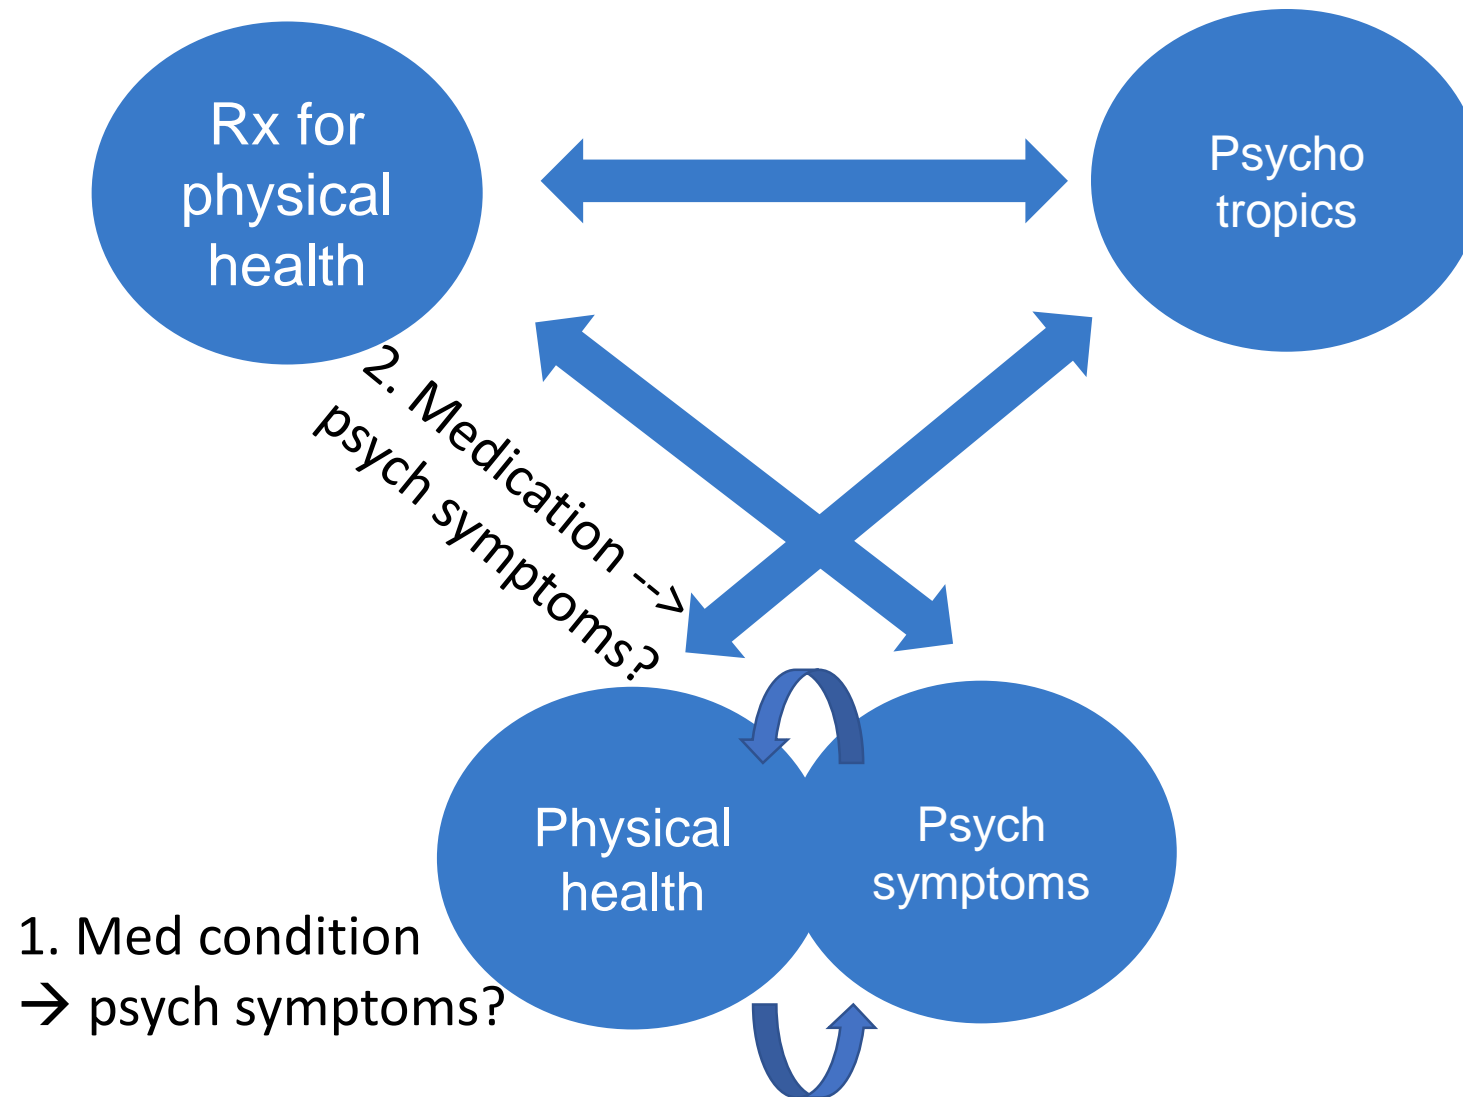 Rx for
physical
health
Psycho
tropics
2. Medication -->
psych symptoms?
Physical
health
Psych
symptoms
1. Med condition
→ psych symptoms?